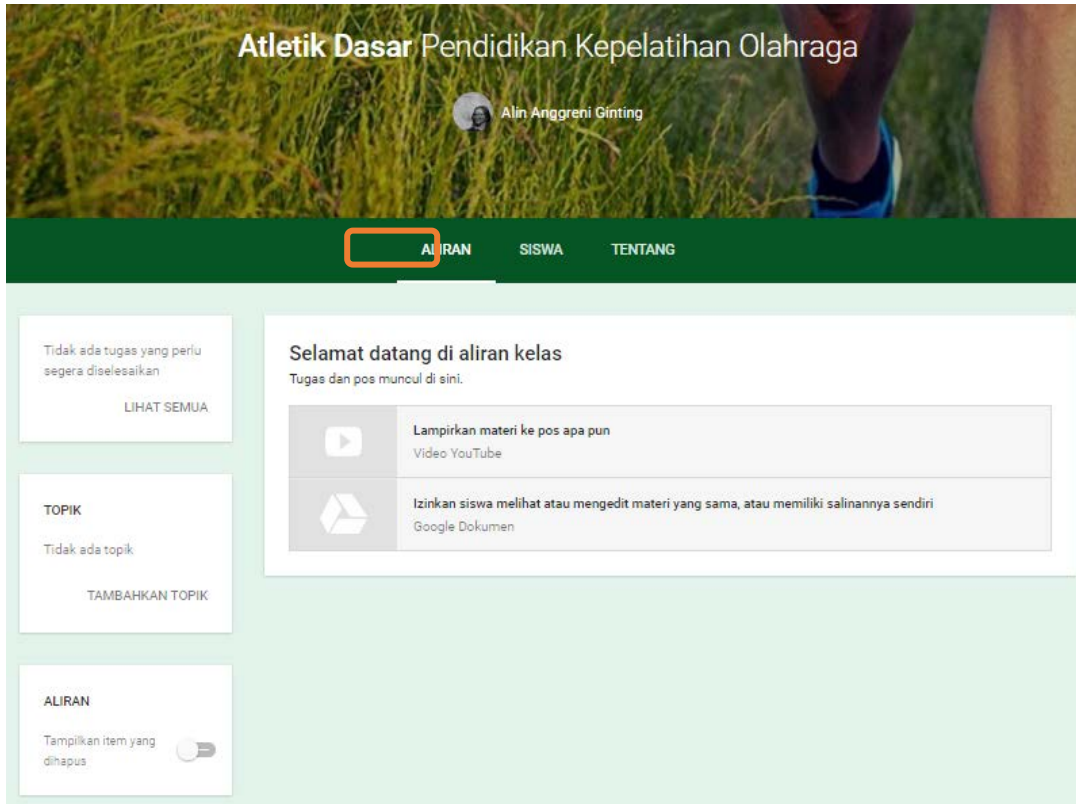 Atletik Dasar Pendidikan Kepelatihan Olahraga
Alin Anggreni Ginting
ALIRAN SISWA TENTANG
Tidak ada tugas yang perlu
segera diselesaikan
LIHAT SEMUA
Selamat datang di aliran kelas
Tugas dan pos muncul di sini.
Lampirkan materi ke pos apa pun
Video YouTube
Izinkan siswa melihat atau mengedit materi yang sama, atau memiliki salinannya sendiri
Google Dokumen
TOPIK
Tidak ada topik
TAMBAHKAN TOPIK
ALIRAN
Tampilkan item yang
dihapus